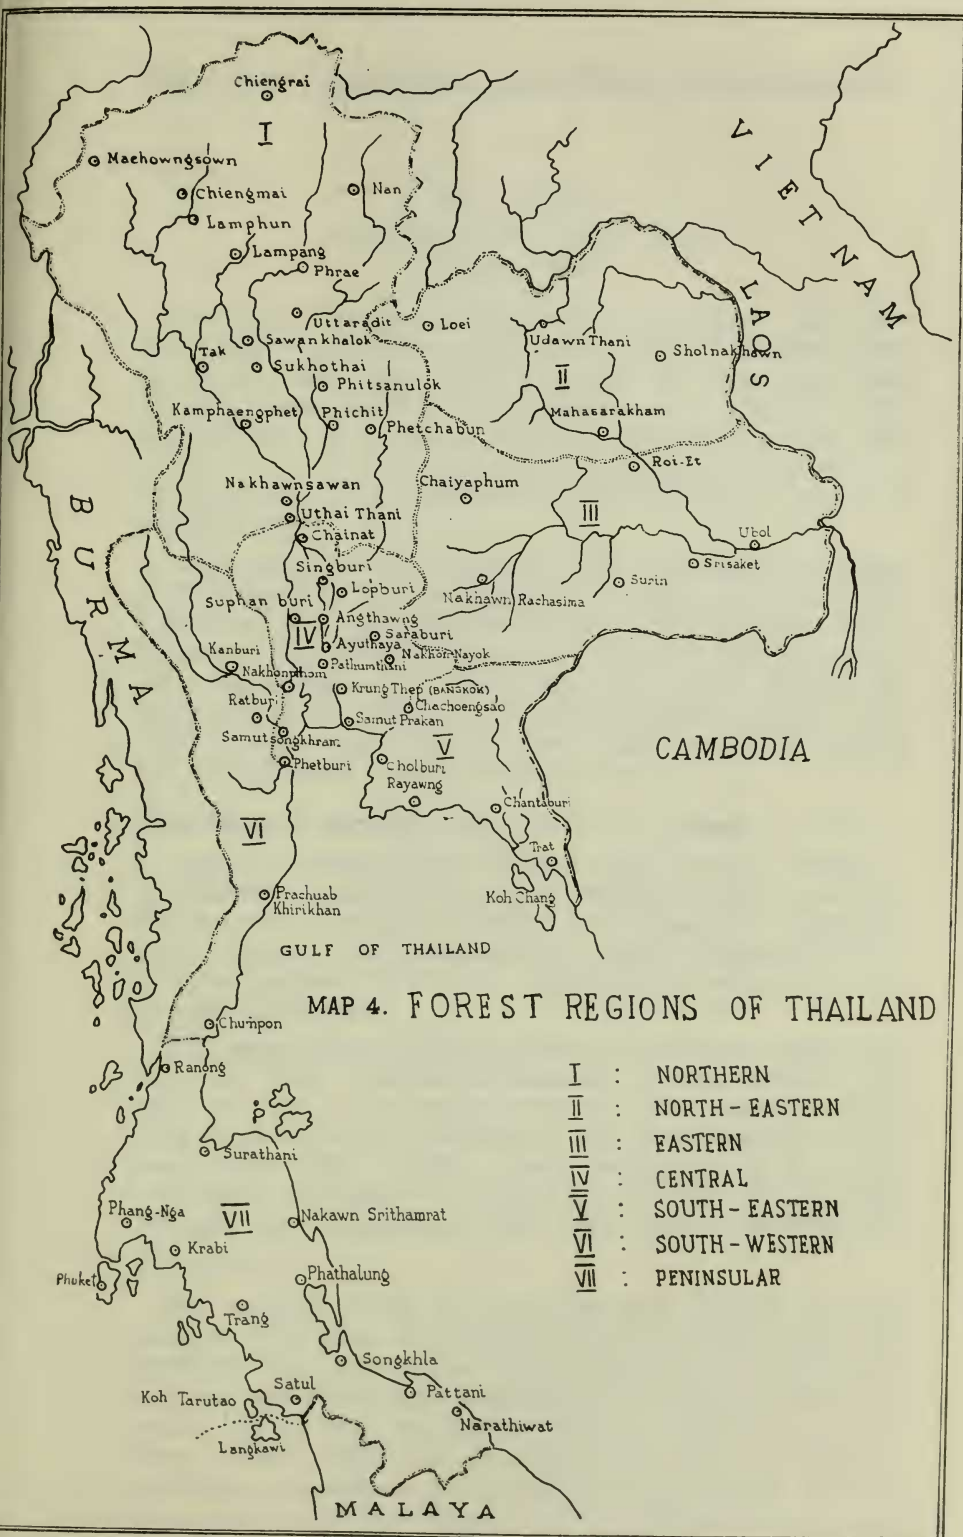 Chiengrai
I
VIETNAM
Maehowngsown
Chiengmai
Nan
Lamphun
Lampang
Phrae
LAOS
Uttaradit
Loei
Sawankhalok
Udawn Thani
Tak
Sukhothai
Sholnakhawn
II
Phitsanulok
Kamphaengphet
Phichit
Mahasarakham
Phetchabun
Roi-Et
Nakhawnsawan
Chaiyaphum
BURMA
Uthai Thani
III
Chainat
Ubol
Singburi
Srisaket
Lopburi
Surin
Suphan buri
Nakhawn Rachasima
Angthawng
IV
Saraburi
Ayuthaya
Kanburi
Nakhon Nayok
Pathumthani
Nakhonpthom
Krung Thep (BANGKOK)
Ratburi
Chachoengsao
Samut Prakan
Samutsongkhram
V
CAMBODIA
Phetburi
Cholburi
Rayawng
Chantaburi
VI
Trat
Prachuab
Khirikhan
Koh Chang
GULF OF THAILAND
MAP 4. FOREST REGIONS OF THAILAND
Chumpon
Ranong
I : NORTHERN
II : NORTH-EASTERN
III : EASTERN
IV : CENTRAL
V : SOUTH-EASTERN
VI : SOUTH-WESTERN
VII : PENINSULAR
Surathani
Phang-Nga
VII
Nakawn Srithamrat
Krabi
Phuket
Phathalung
Trang
Songkhla
Satul
Pattani
Koh Tarutao
Narathiwat
Langkawi
MALAYA